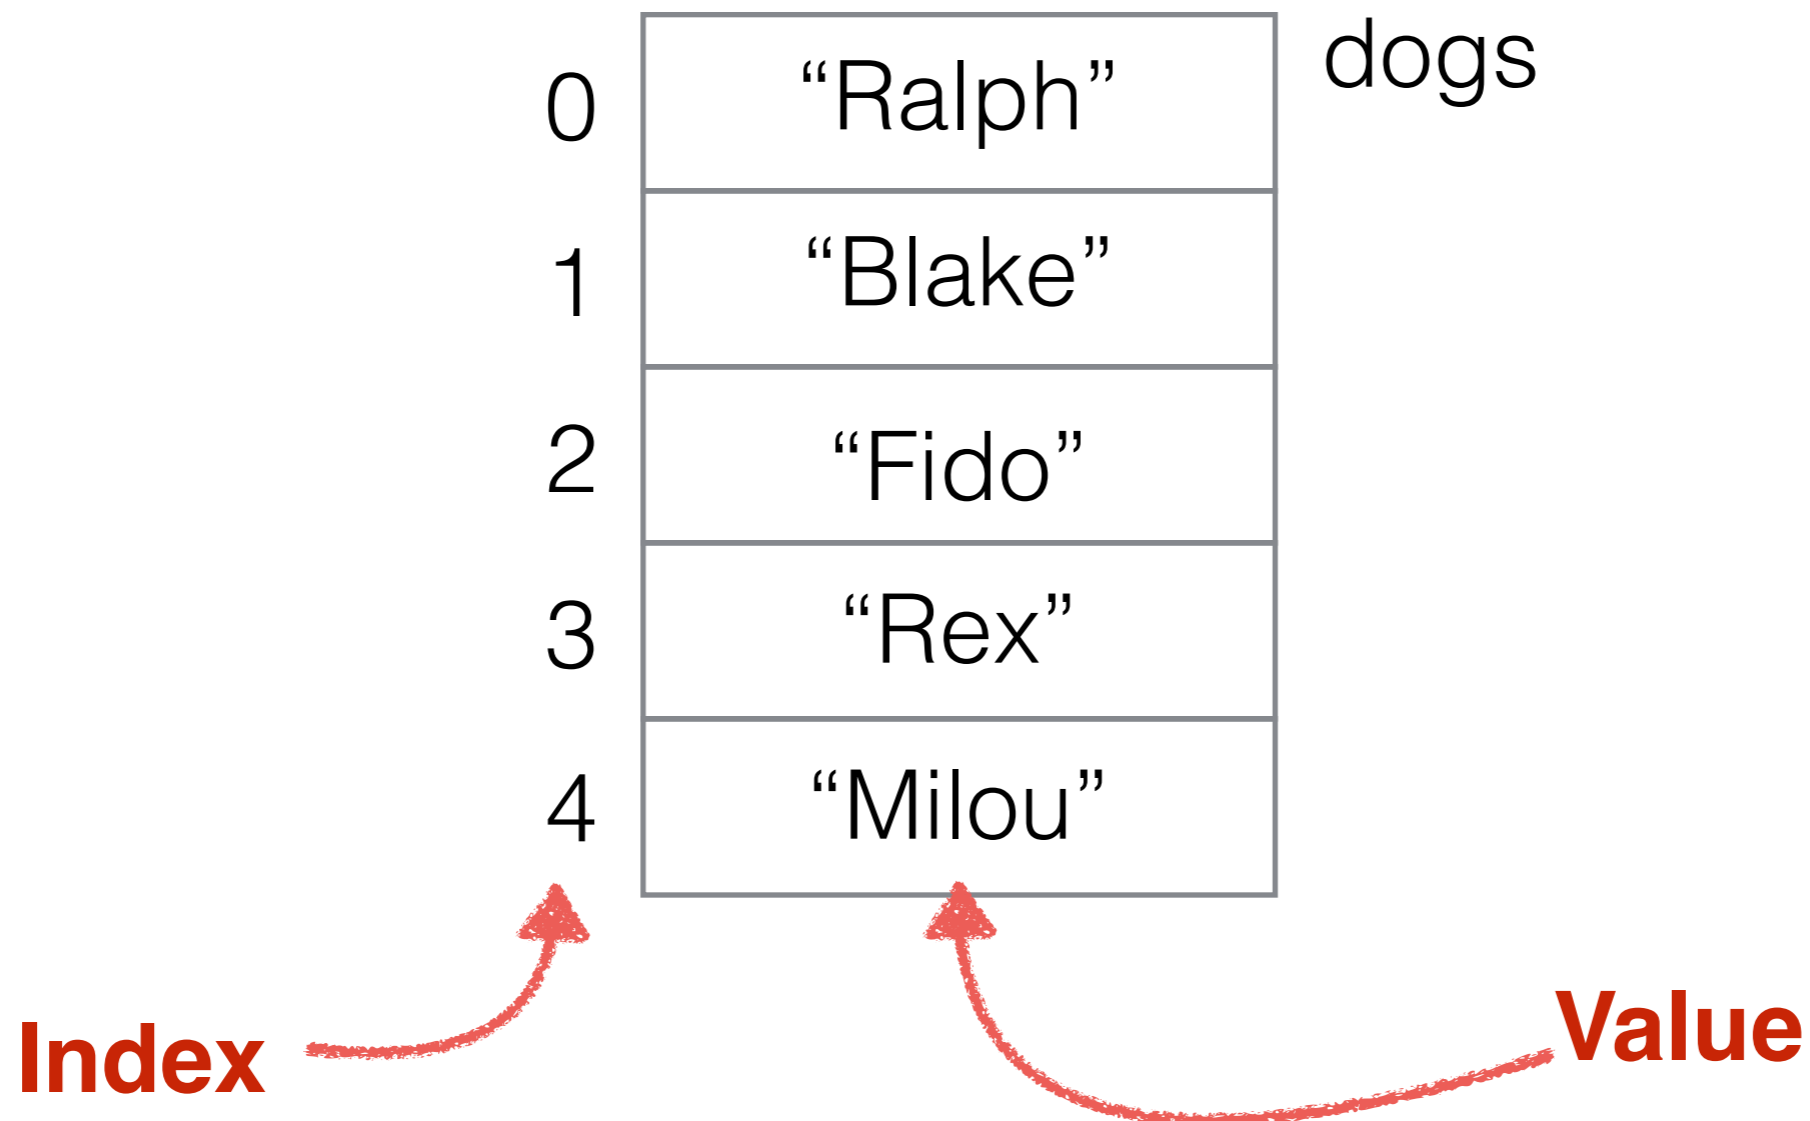 dogs
0 “Ralph”
1 “Blake”
2 “Fido”
3 “Rex”
4 “Milou”
Index
Value